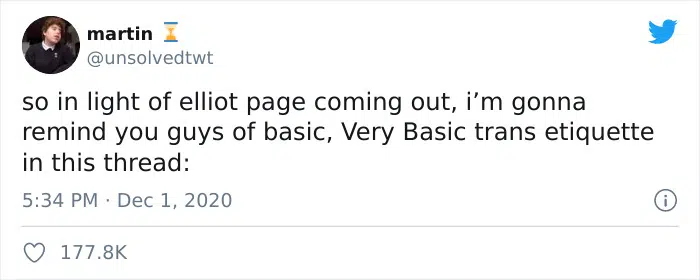 martin ⏳
@unsolvedtwt
so in light of elliot page coming out, i’m gonna
remind you guys of basic, Very Basic trans etiquette
in this thread:
5:34 PM · Dec 1, 2020
177.8K